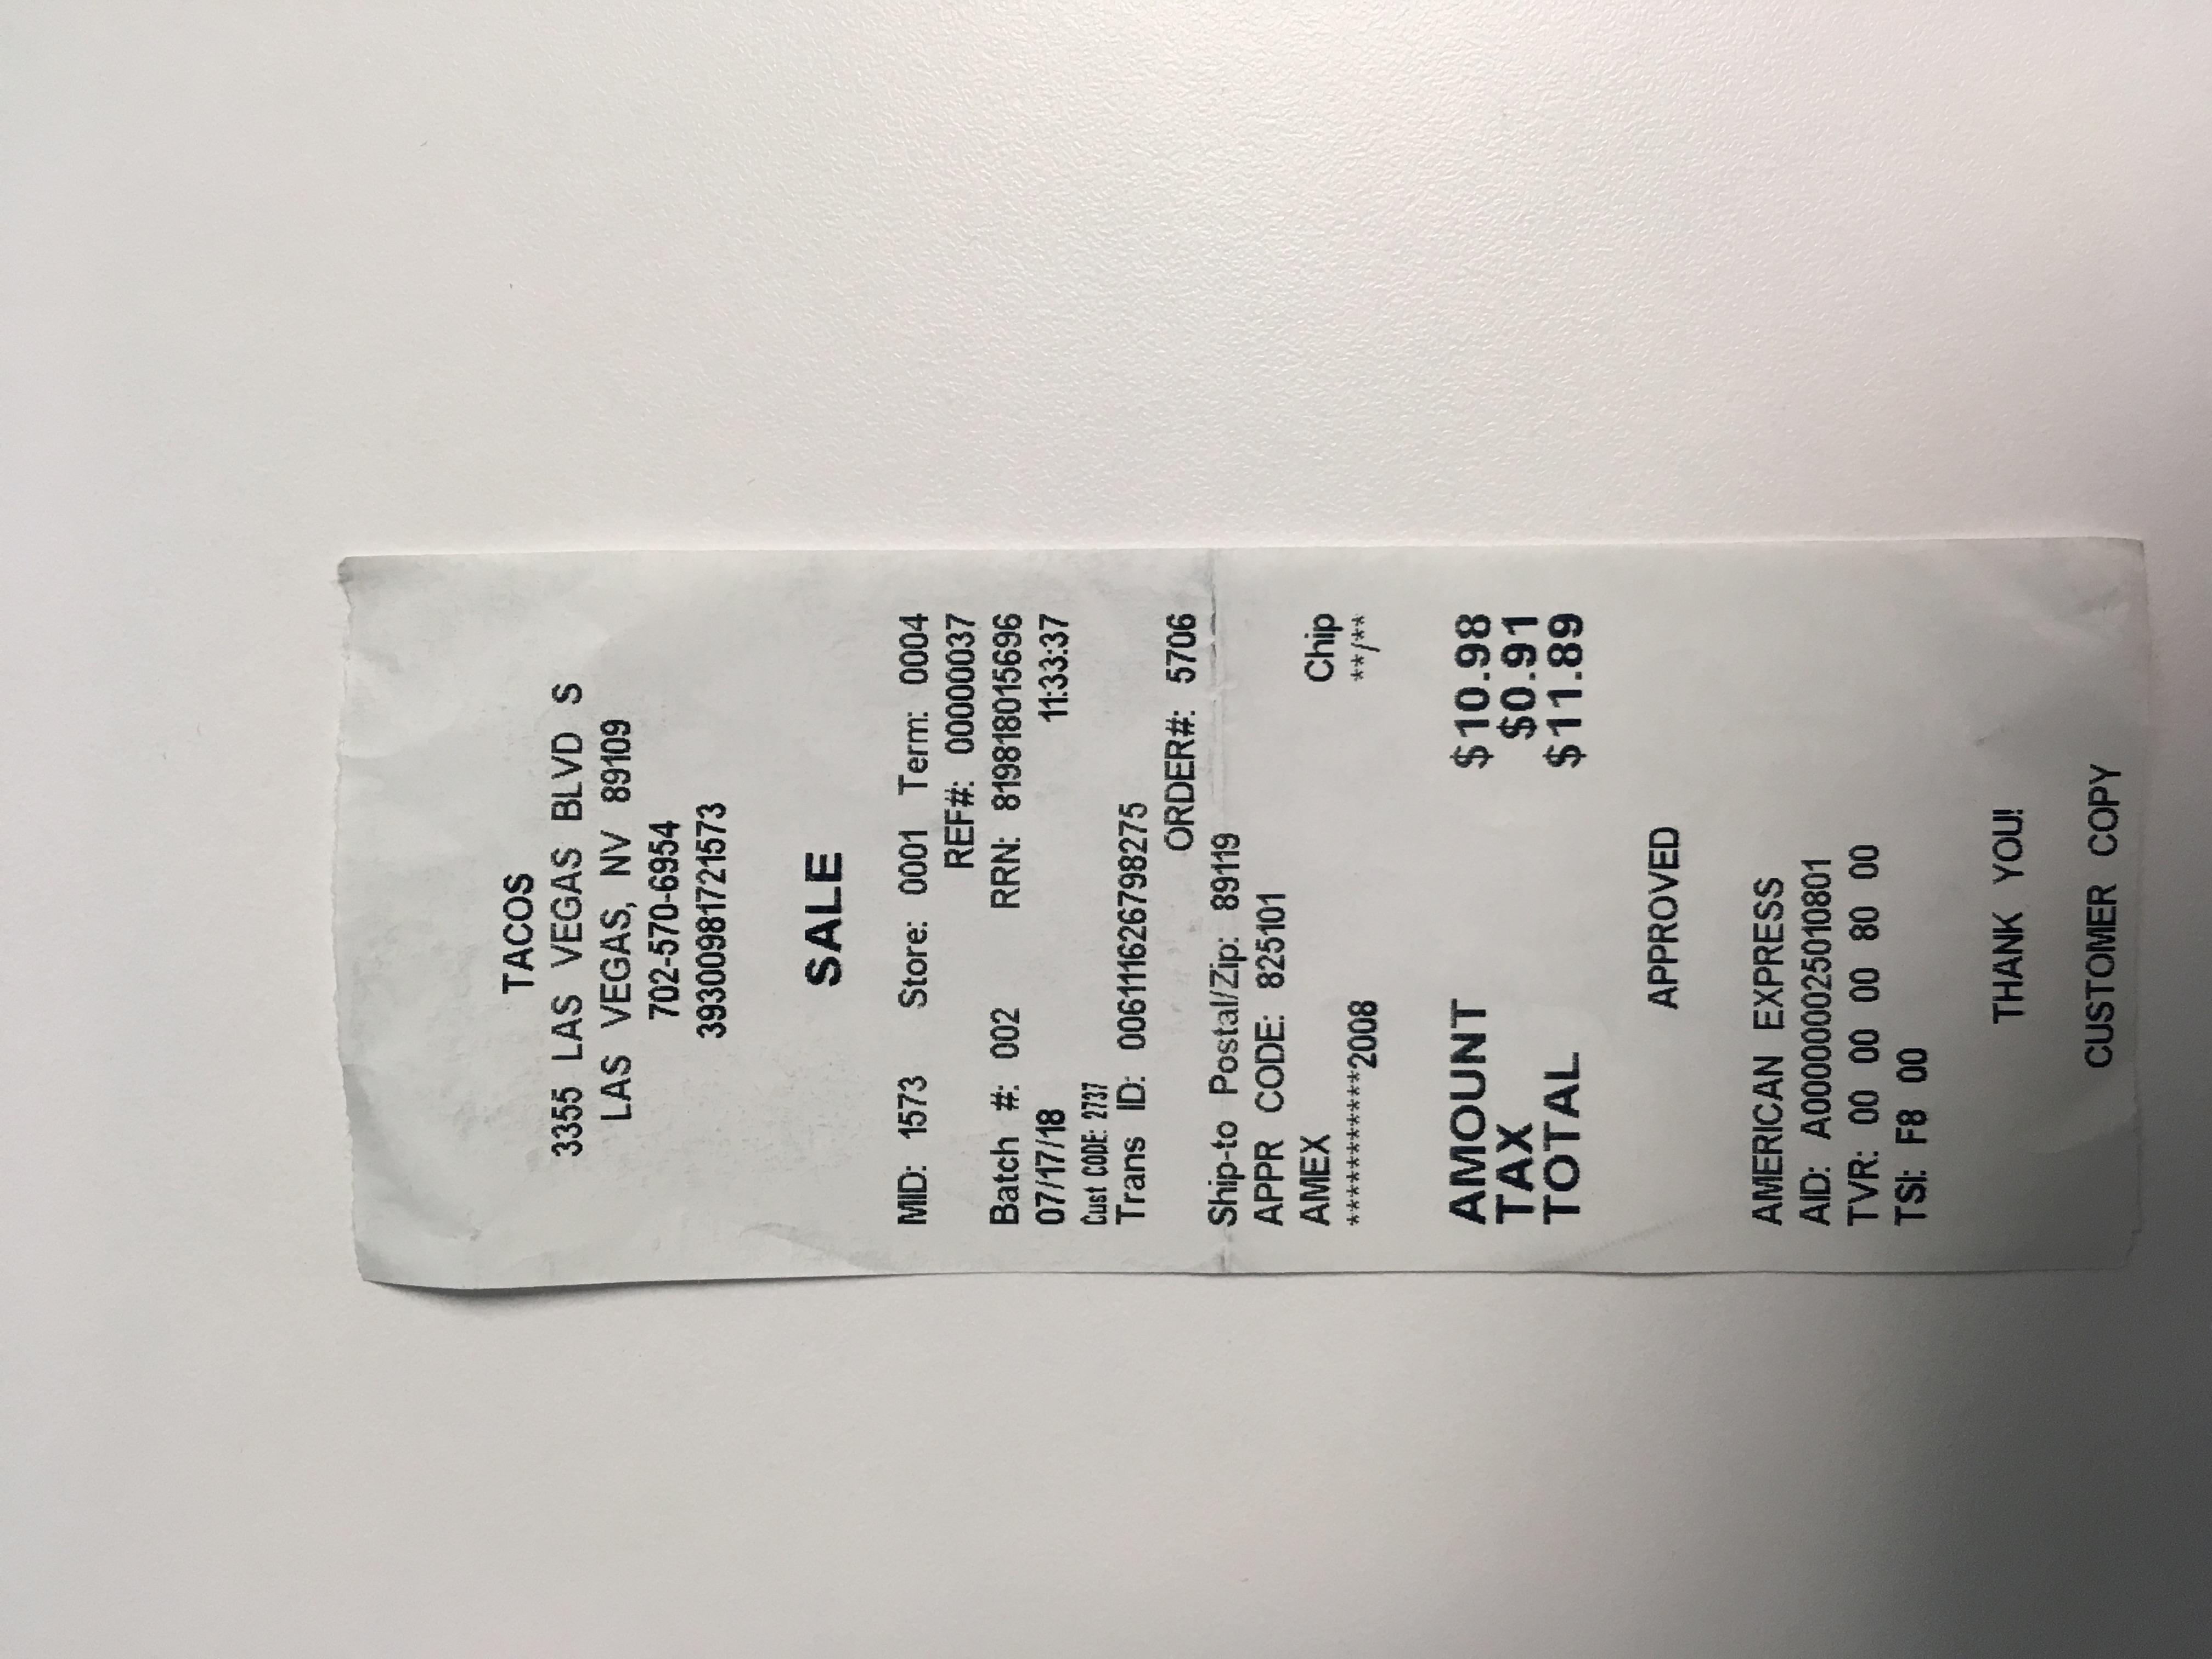 TACOS
3355 LAS VEGAS BLVD S
LAS VEGAS, NV 89109
702-570-6954
39300981721573
SALE
MID: 1573 Store: 0001 Term: 0004
REF#: 00000037
Batch #: 002 RRN: 819818015696
07/17/18 11:33:37
Cust CODE: 2737
Trans ID: 006111626798275
ORDER#: 5706
Ship-to Postal/Zip: 89119
APPR CODE: 825101
AMEX Chip
***********2008 **/**
AMOUNT $10.98
TAX $0.91
TOTAL $11.89
APPROVED
AMERICAN EXPRESS
AID: A000000025010801
TVR: 00 00 00 80 00
TSI: F8 00
THANK YOU!
CUSTOMER COPY